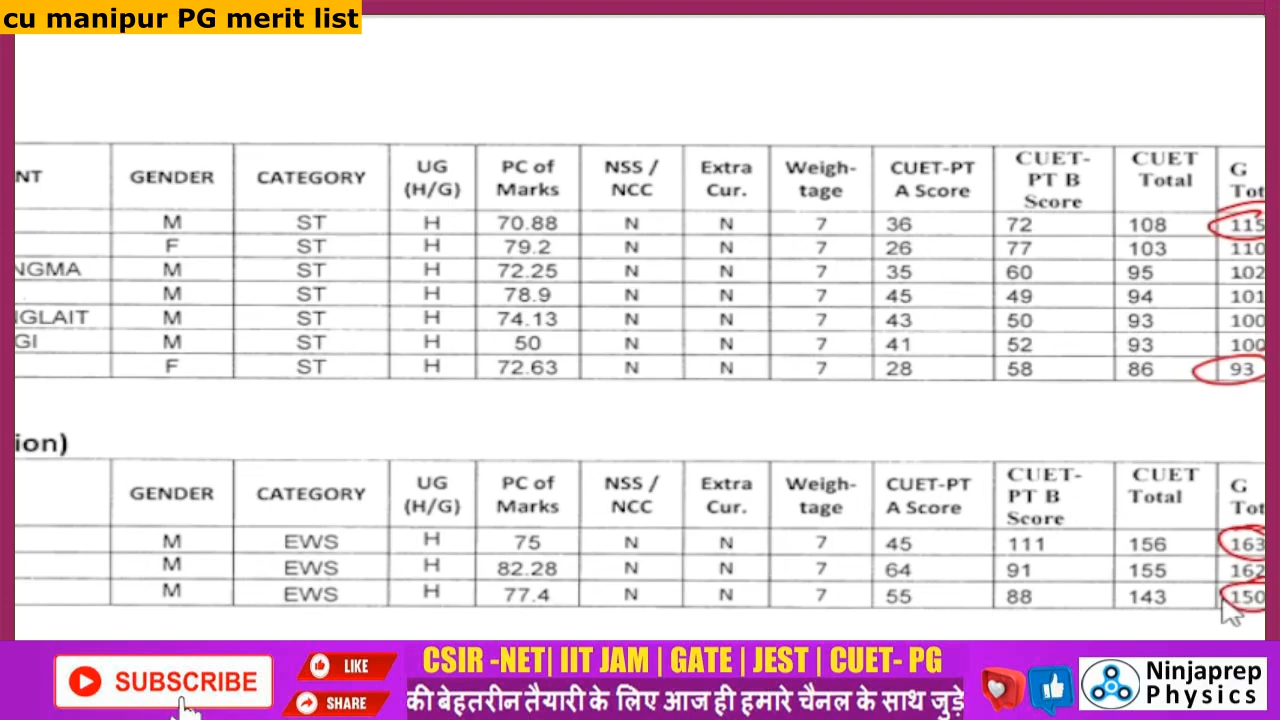 cu manipur PG merit list
NT GENDER CATEGORY UG (H/G) PC of Marks NSS / NCC Extra Cur. Weigh-tage CUET-PT A Score CUET-PT B Score CUET Total G Tot
M ST H 70.88 N N 7 36 72 108 115
F ST H 79.2 N N 7 26 77 103 110
NGMA M ST H 72.25 N N 7 35 60 95 102
M ST H 78.9 N N 7 45 49 94 101
NGLAIT M ST H 74.13 N N 7 43 50 93 100
GI M ST H 50 N N 7 41 52 93 100
F ST H 72.63 N N 7 28 58 86 93
ion)
GENDER CATEGORY UG (H/G) PC of Marks NSS / NCC Extra Cur. Weigh-tage CUET-PT A Score CUET-PT B Score CUET Total G Tot
M EWS H 75 N N 7 45 111 156 163
M EWS H 82.28 N N 7 64 91 155 162
M EWS H 77.4 N N 7 55 88 143 150
SUBSCRIBE
LIKE
SHARE
CSIR -NET| IIT JAM | GATE | JEST | CUET- PG
की बेहतरीन तैयारी के लिए आज ही हमारे चैनल के साथ जुड़े
Ninjaprep
Physics